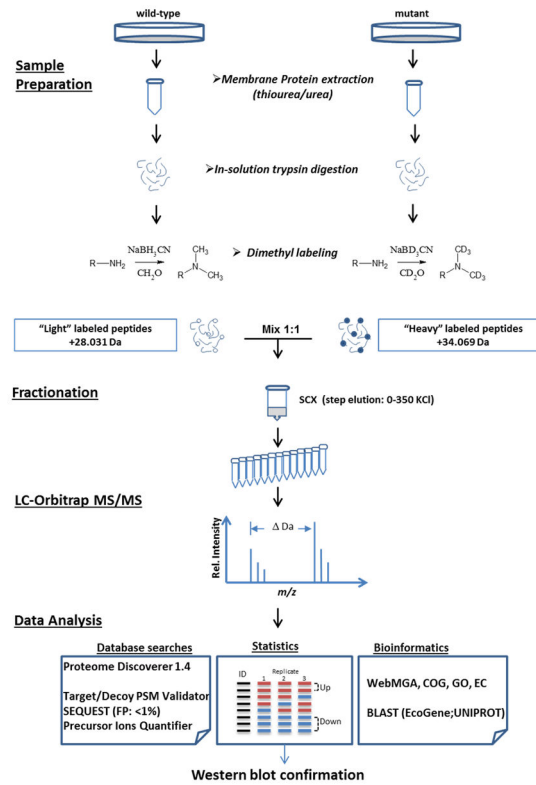 wild-type
mutant
Sample
Preparation
➢Membrane Protein extraction
(thiourea/urea)
➢In-solution trypsin digestion
R—NH₂
NaBH₃CN
CH₂O
CH₃
N
R
CH₃
➢ Dimethyl labeling
R—NH₂
NaBD₃CN
CD₂O
CD₃
N
R
CD₃
"Light" labeled peptides
+28.031 Da
Mix 1:1
"Heavy" labeled peptides
+34.069 Da
Fractionation
SCX (step elution: 0-350 KCl)
LC-Orbitrap MS/MS
Rel. Intensity
Δ Da
m/z
Data Analysis
Database searches
Proteome Discoverer 1.4
Target/Decoy PSM Validator
SEQUEST (FP: <1%)
Precursor Ions Quantifier
Statistics
Replicate
ID 1 2 3
Up
Down
Bioinformatics
WebMGA, COG, GO, EC
BLAST (EcoGene;UNIPROT)
Western blot confirmation